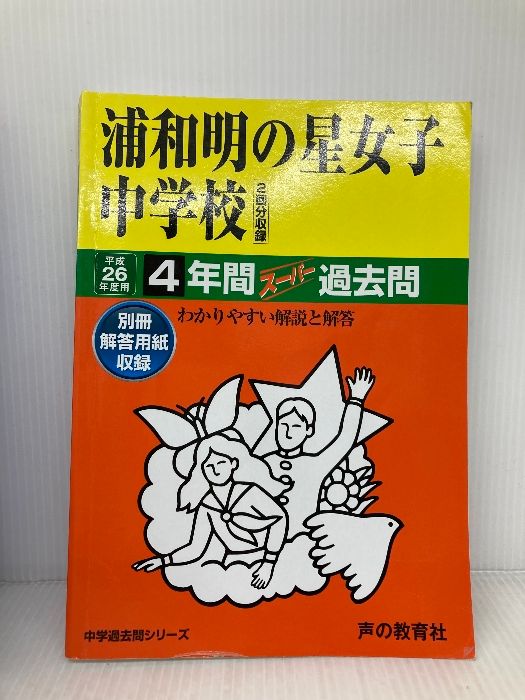 浦和明の星女子
中学校
2回分収録
平成
26
年度用
4年間スーパー過去問
別冊
解答用紙
収録
わかりやすい解説と解答
中学過去問シリーズ
声の教育社